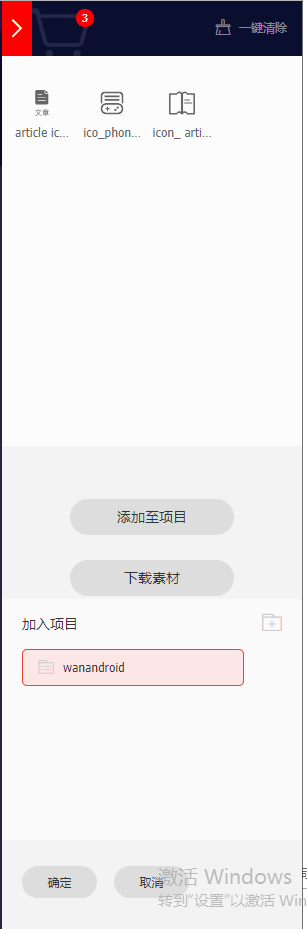 3
一键清除
文章
article ic...
ico_phon...
icon_ arti...
添加至项目
下载素材
加入项目
wanandroid
确定
取消
激活 Windows
转到"设置"以激活 Win